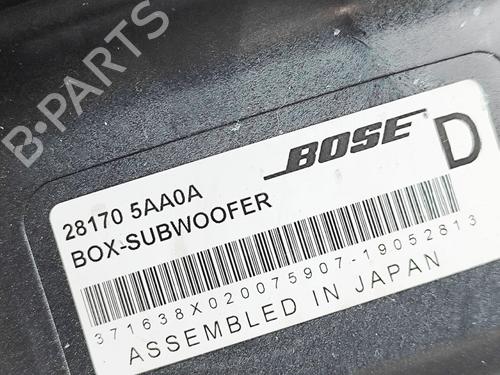 B-PARTS
BOSE
D
28170 5AA0A
BOX-SUBWOOFER
371638X020075907-19052813
ASSEMBLED IN JAPAN